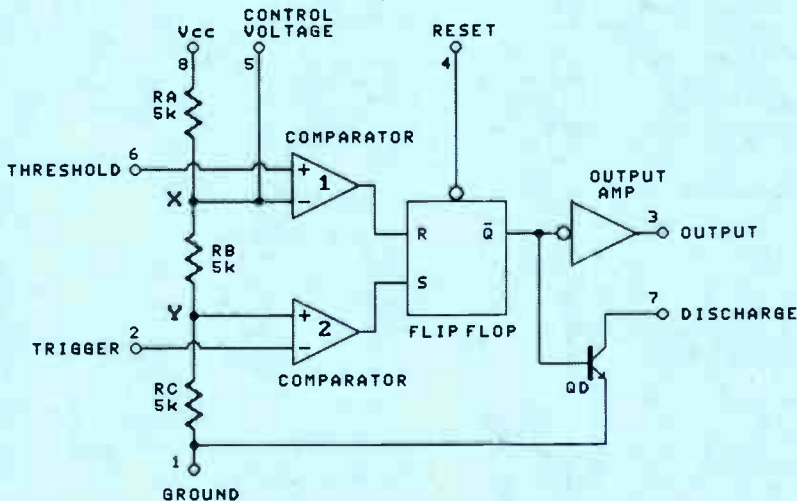 CONTROL
Vcc VOLTAGE RESET
8 5 4
RA
5k
COMPARATOR
6
THRESHOLD + 1 OUTPUT
AMP
X −
3
R Q̄ OUTPUT
RB
5k
S
7
Y + 2 DISCHARGE
2 FLIP FLOP
TRIGGER −
COMPARATOR QD
RC
5k
1
GROUND